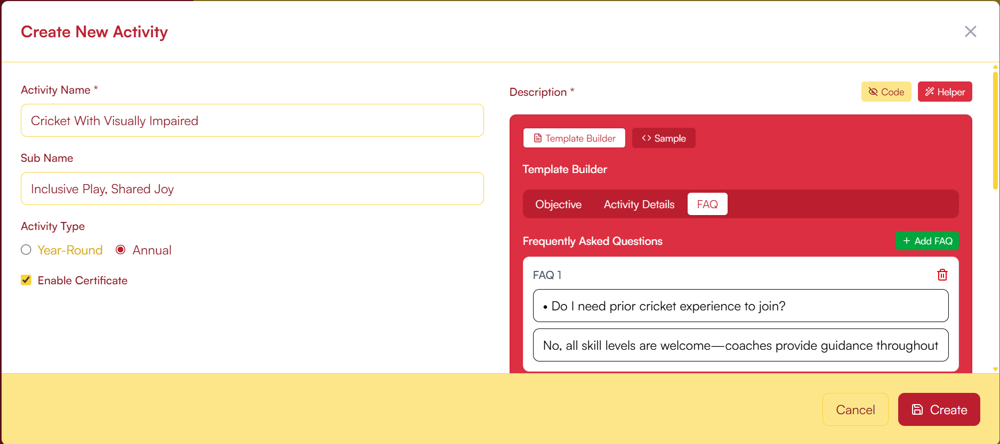 Create New Activity
Activity Name *
Cricket With Visually Impaired
Sub Name
Inclusive Play, Shared Joy
Activity Type
Year-Round
Annual
Enable Certificate
Description *
Code
Helper
Template Builder
<> Sample
Template Builder
Objective
Activity Details
FAQ
Frequently Asked Questions
+ Add FAQ
FAQ 1
• Do I need prior cricket experience to join?
No, all skill levels are welcome—coaches provide guidance throughout
Cancel
Create